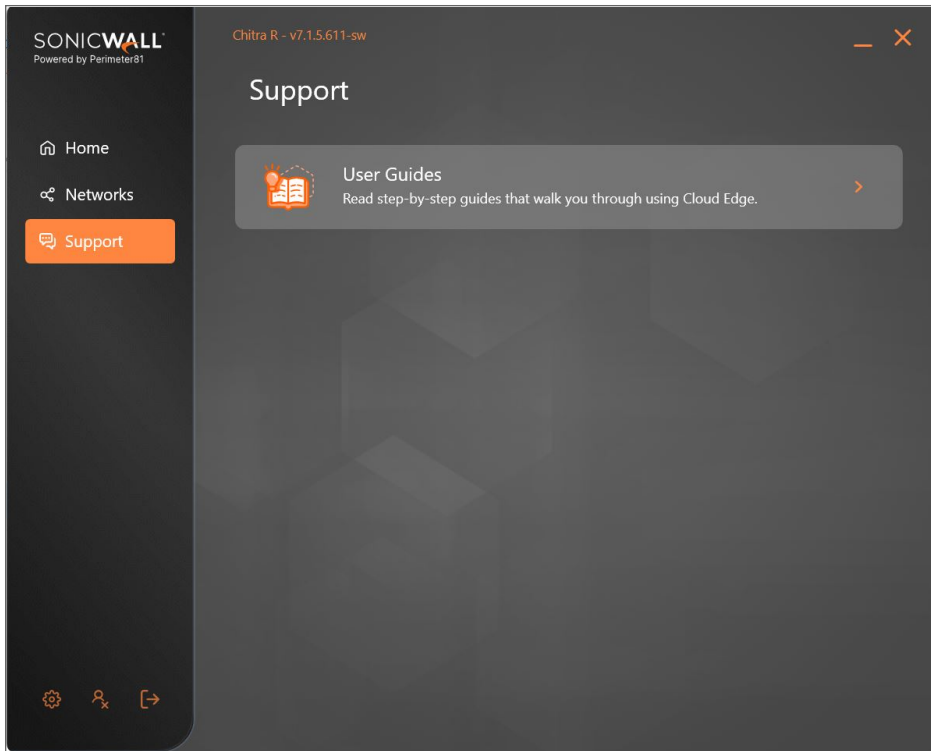 SONICWALL
Powered by Perimeter81
Chitra R - v7.1.5.611-sw
Support
Home
Networks
Support
User Guides
Read step-by-step guides that walk you through using Cloud Edge.